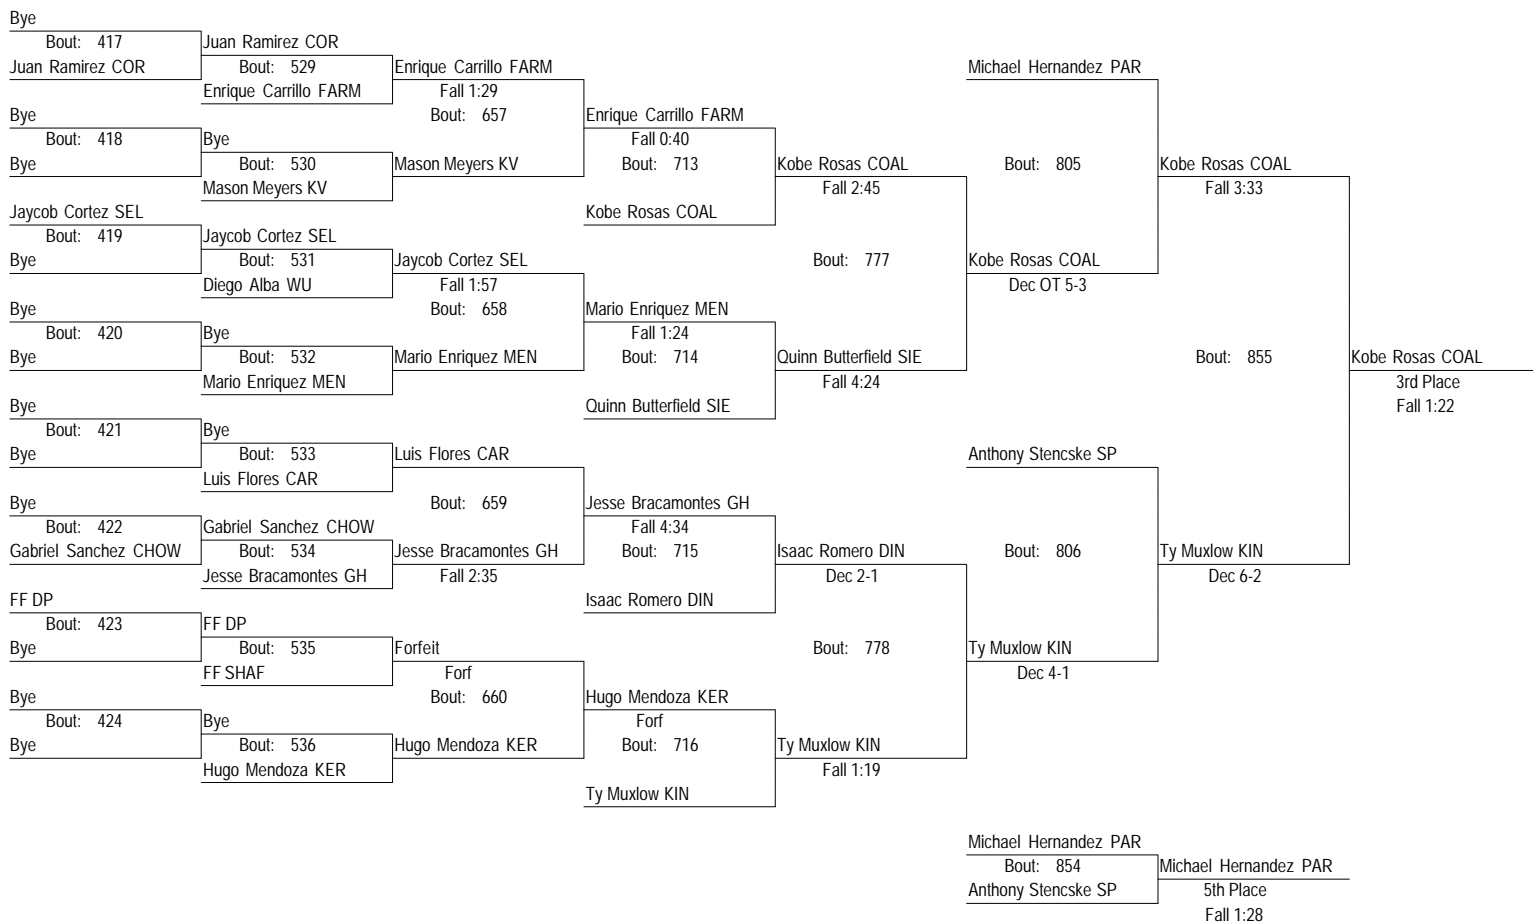 Bye
Bout: 417
Juan Ramirez COR
Bye
Bout: 418
Bye
Jaycob Cortez SEL
Bout: 419
Bye
Bye
Bout: 420
Bye
Bye
Bout: 421
Bye
Bye
Bout: 422
Gabriel Sanchez CHOW
FF DP
Bout: 423
Bye
Bye
Bout: 424
Bye
Juan Ramirez COR
Bout: 529
Enrique Carrillo FARM
Bye
Bout: 530
Mason Meyers KV
Jaycob Cortez SEL
Bout: 531
Diego Alba WU
Bye
Bout: 532
Mario Enriquez MEN
Bye
Bout: 533
Luis Flores CAR
Gabriel Sanchez CHOW
Bout: 534
Jesse Bracamontes GH
FF DP
Bout: 535
FF SHAF
Bye
Bout: 536
Hugo Mendoza KER
Enrique Carrillo FARM
Fall 1:29
Bout: 657
Mason Meyers KV
Jaycob Cortez SEL
Fall 1:57
Bout: 658
Mario Enriquez MEN
Luis Flores CAR
Bout: 659
Jesse Bracamontes GH
Fall 2:35
Forfeit
Forf
Bout: 660
Hugo Mendoza KER
Enrique Carrillo FARM
Fall 0:40
Bout: 713
Kobe Rosas COAL
Mario Enriquez MEN
Fall 1:24
Bout: 714
Quinn Butterfield SIE
Jesse Bracamontes GH
Fall 4:34
Bout: 715
Isaac Romero DIN
Hugo Mendoza KER
Forf
Bout: 716
Ty Muxlow KIN
Kobe Rosas COAL
Fall 2:45
Bout: 777
Quinn Butterfield SIE
Fall 4:24
Isaac Romero DIN
Dec 2-1
Bout: 778
Ty Muxlow KIN
Fall 1:19
Michael Hernandez PAR
Bout: 805
Kobe Rosas COAL
Dec OT 5-3
Anthony Stencske SP
Bout: 806
Ty Muxlow KIN
Dec 4-1
Kobe Rosas COAL
Fall 3:33
Bout: 855
Ty Muxlow KIN
Dec 6-2
Kobe Rosas COAL
3rd Place
Fall 1:22
Michael Hernandez PAR
Bout: 854
Anthony Stencske SP
Michael Hernandez PAR
5th Place
Fall 1:28